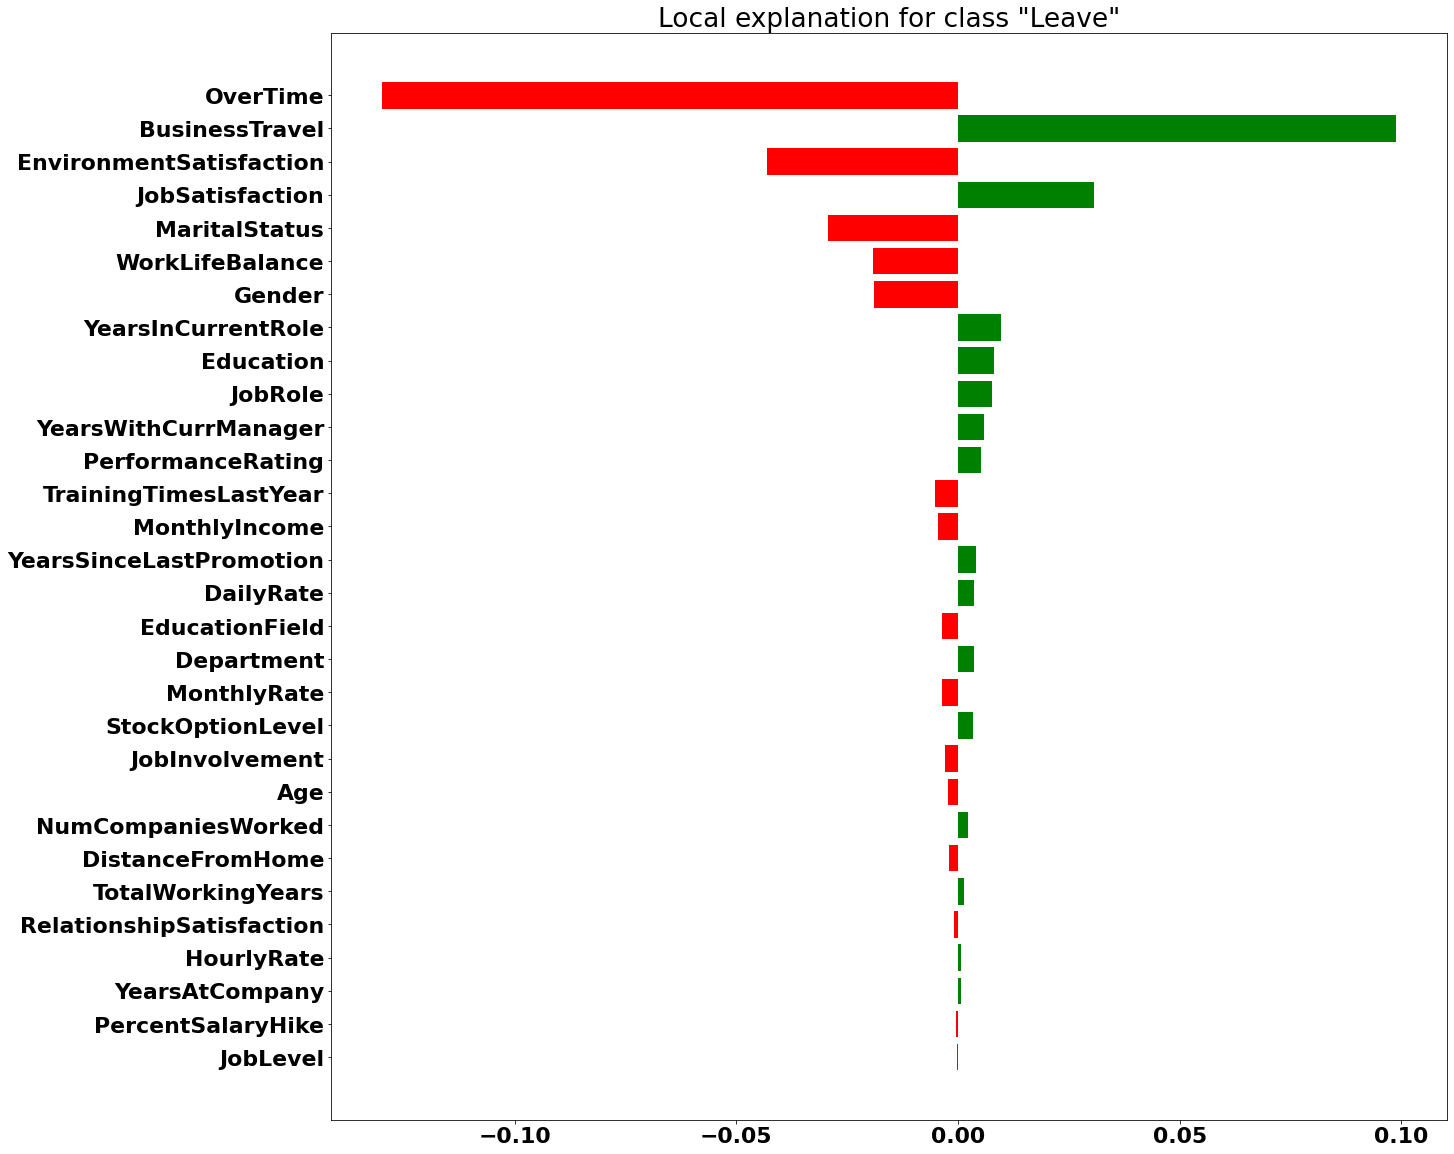 Local explanation for class "Leave"
OverTime
BusinessTravel
EnvironmentSatisfaction
JobSatisfaction
MaritalStatus
WorkLifeBalance
Gender
YearsInCurrentRole
Education
JobRole
YearsWithCurrManager
PerformanceRating
TrainingTimesLastYear
MonthlyIncome
YearsSinceLastPromotion
DailyRate
EducationField
Department
MonthlyRate
StockOptionLevel
JobInvolvement
Age
NumCompaniesWorked
DistanceFromHome
TotalWorkingYears
RelationshipSatisfaction
HourlyRate
YearsAtCompany
PercentSalaryHike
JobLevel
−0.10 −0.05 0.00 0.05 0.10